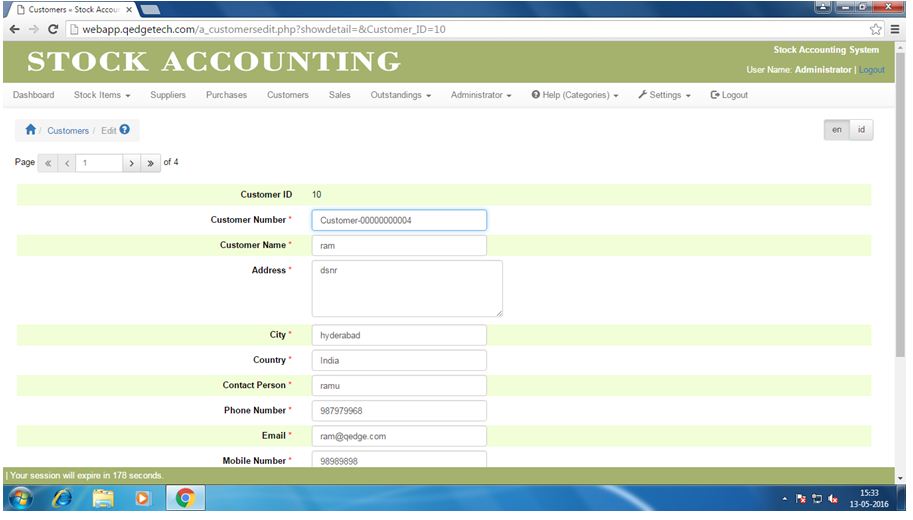 Customers « Stock Accou
webapp.qedgetech.com/a_customersedit.php?showdetail=&Customer_ID=10
STOCK ACCOUNTING
Stock Accounting System
User Name: Administrator | Logout
Dashboard Stock Items Suppliers Purchases Customers Sales Outstandings Administrator Help (Categories) Settings Logout
/ Customers / Edit
en id
Page 1 of 4
Customer ID 10
Customer Number * Customer-00000000004
Customer Name * ram
Address * dsnr
City * hyderabad
Country * India
Contact Person * ramu
Phone Number * 987979968
Email * ram@qedge.com
Mobile Number * 98989898
| Your session will expire in 178 seconds.
15:33
13-05-2016